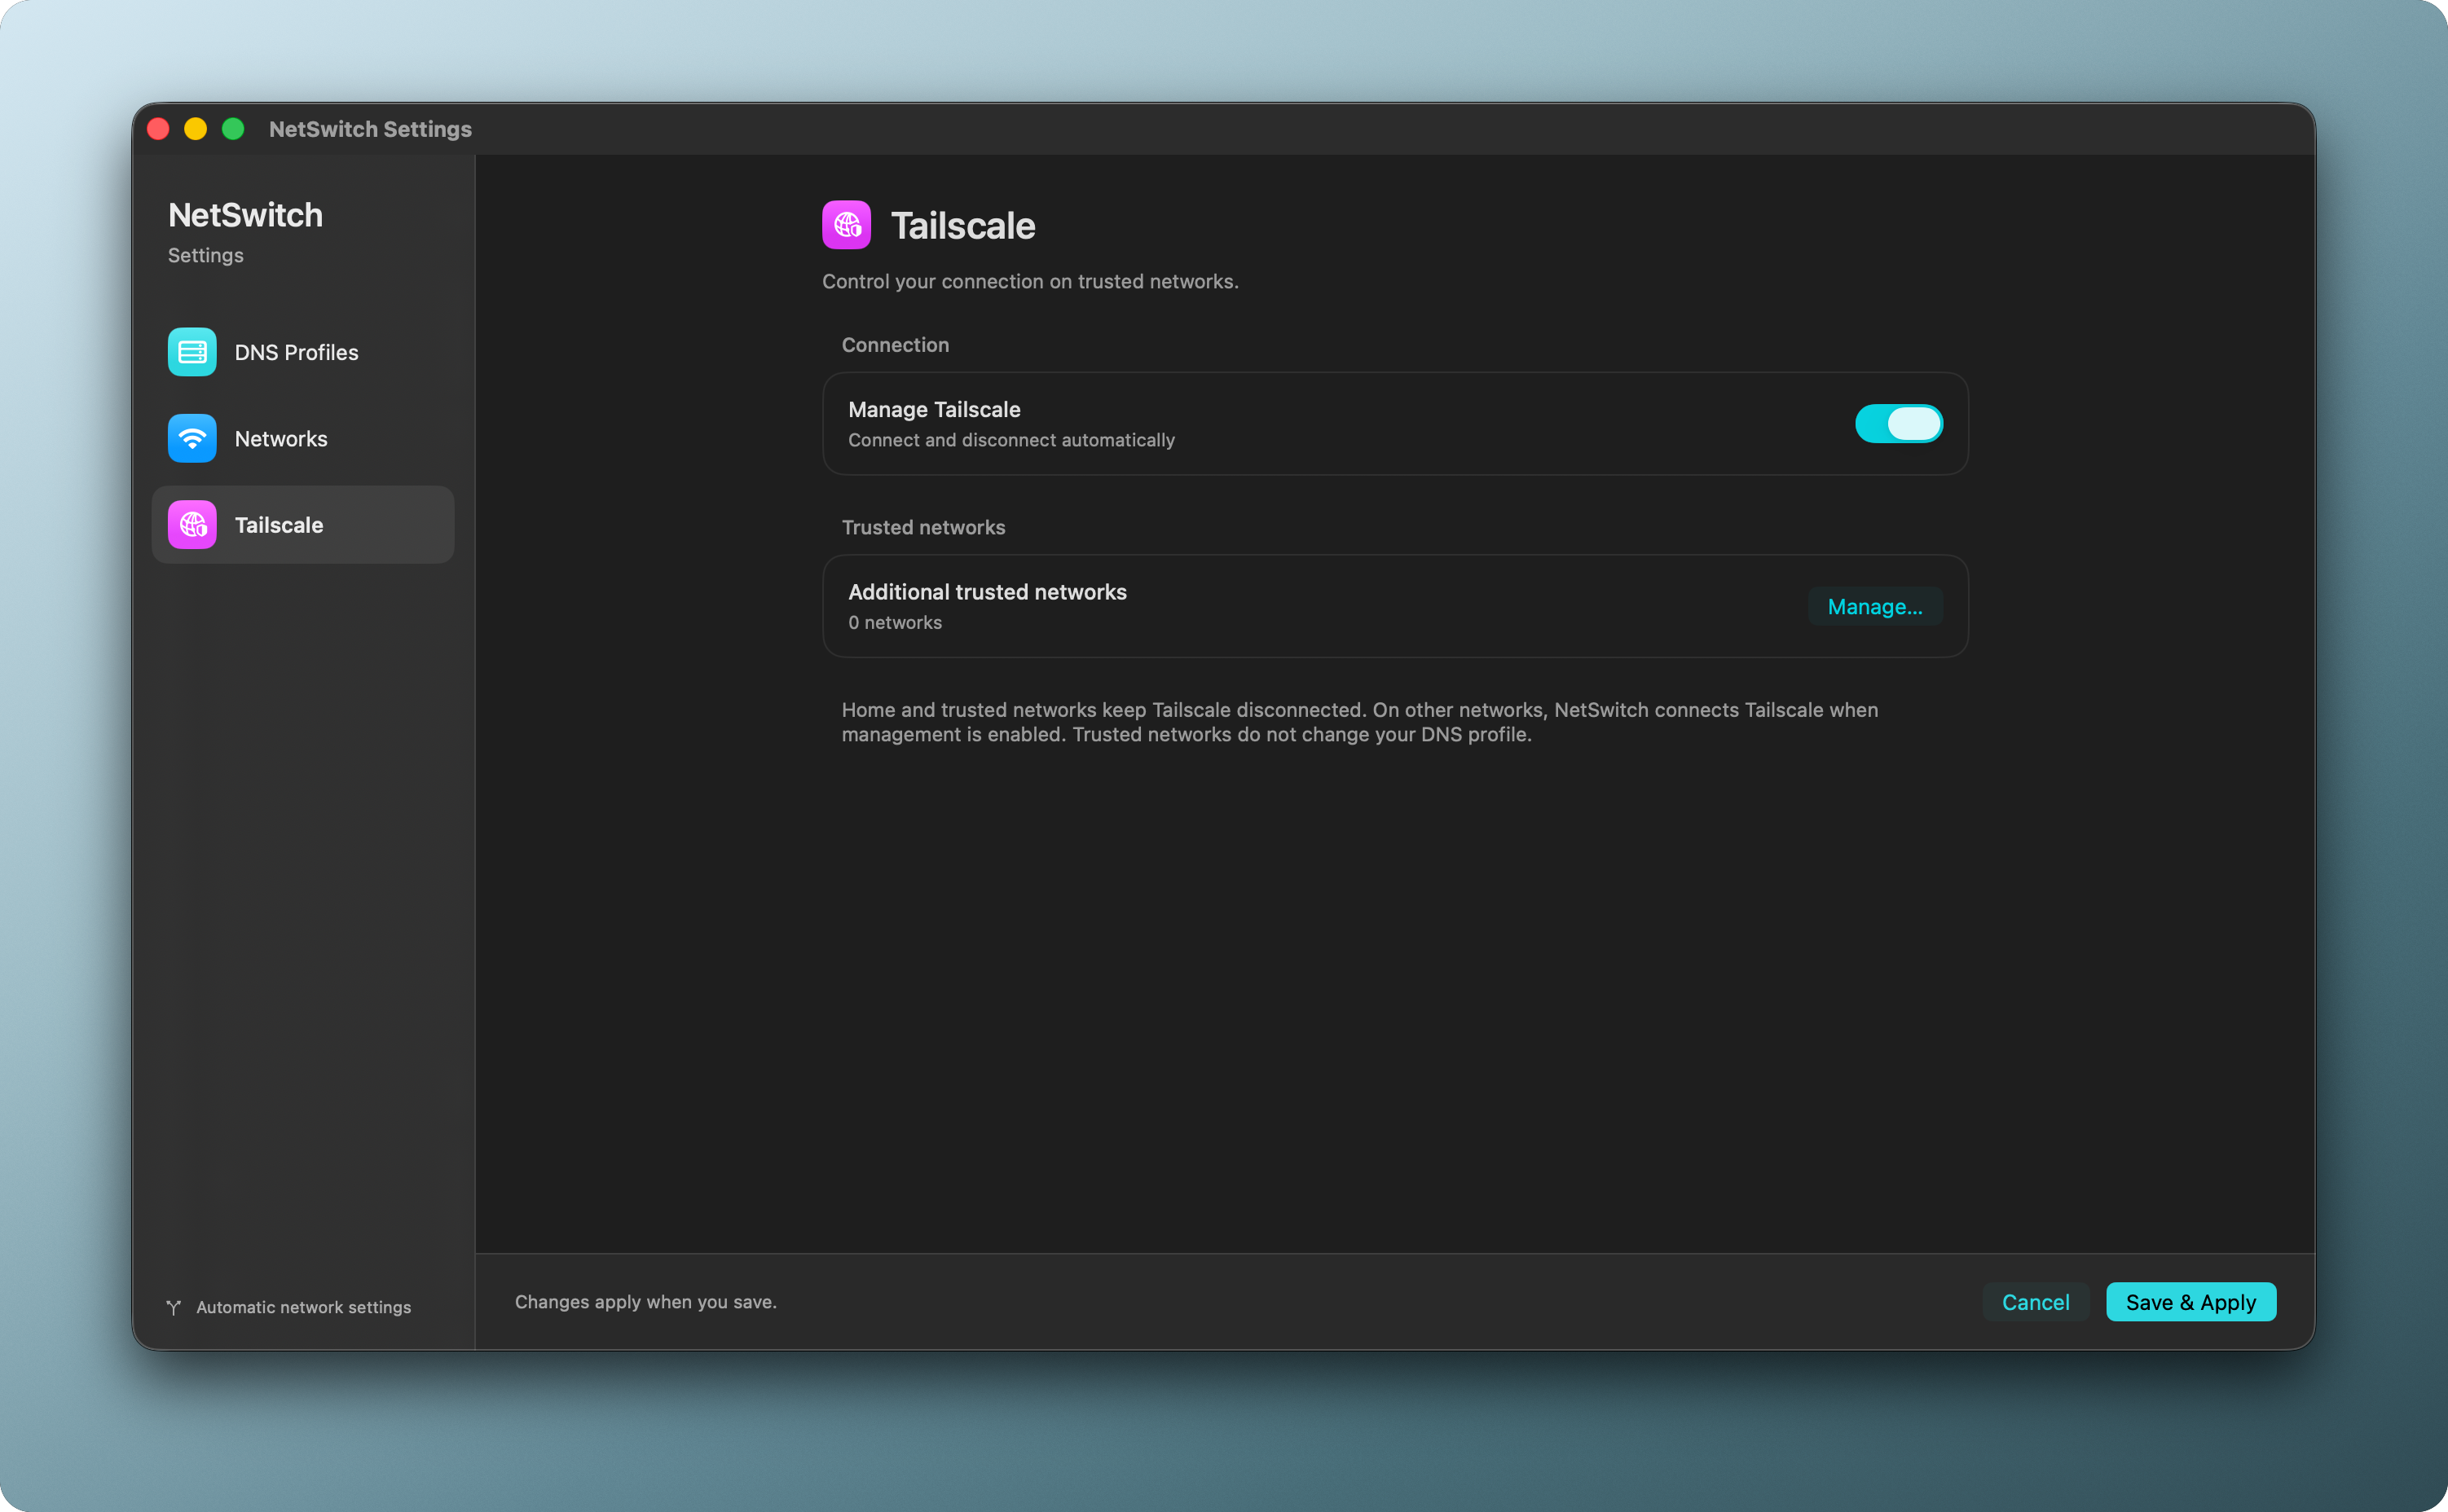 NetSwitch Settings
NetSwitch
Settings
DNS Profiles
Networks
Tailscale
Automatic network settings
Tailscale
Control your connection on trusted networks.
Connection
Manage Tailscale
Connect and disconnect automatically
Trusted networks
Additional trusted networks
0 networks
Manage...
Home and trusted networks keep Tailscale disconnected. On other networks, NetSwitch connects Tailscale when
management is enabled. Trusted networks do not change your DNS profile.
Changes apply when you save.
Cancel
Save & Apply